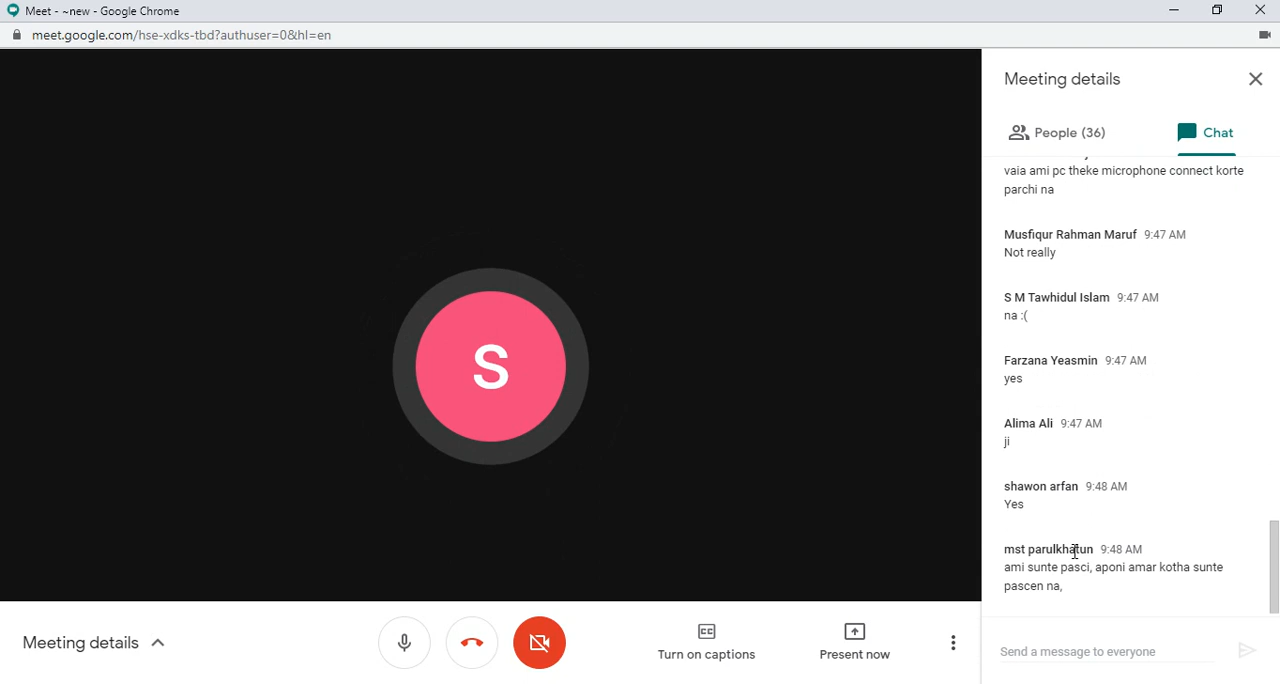 Meet - ~new - Google Chrome
meet.google.com/hse-xdks-tbd?authuser=0&hl=en
Meeting details
People (36)
Chat
vaia ami pc theke microphone connect korte
parchi na
Musfiqur Rahman Maruf 9:47 AM
Not really
S M Tawhidul Islam 9:47 AM
na :(
Farzana Yeasmin 9:47 AM
yes
Alima Ali 9:47 AM
ji
shawon arfan 9:48 AM
Yes
mst parulkhatun 9:48 AM
ami sunte pasci, aponi amar kotha sunte
pascen na,
S
Meeting details
CC
Turn on captions
Present now
Send a message to everyone